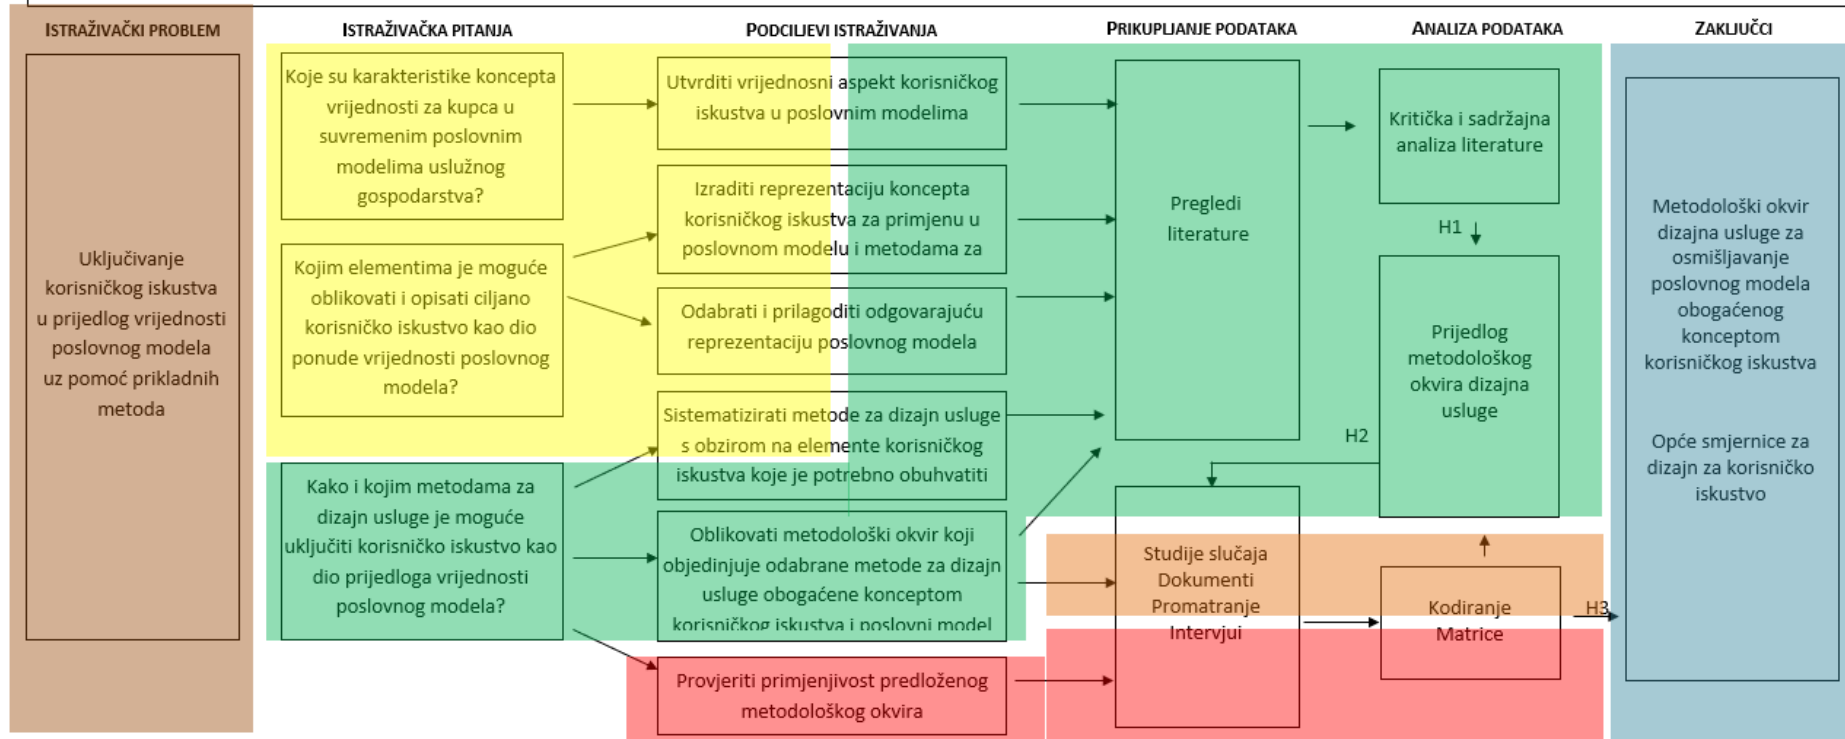 ISTRAŽIVAČKI PROBLEM
Uključivanje
korisničkog iskustva
u prijedlog vrijednosti
poslovnog modela
uz pomoć prikladnih
metoda
ISTRAŽIVAČKA PITANJA
Koje su karakteristike koncepta
vrijednosti za kupca u
suvremenim poslovnim
modelima uslužnog
gospodarstva?
Kojim elementima je moguće
oblikovati i opisati ciljano
korisničko iskustvo kao dio
ponude vrijednosti poslovnog
modela?
Kako i kojim metodama za
dizajn usluge je moguće
uključiti korisničko iskustvo kao
dio prijedloga vrijednosti
poslovnog modela?
PODCILJEVI ISTRAŽIVANJA
Utvrditi vrijednosni aspekt korisničkog
iskustva u poslovnim modelima
Izraditi reprezentaciju koncepta
korisničkog iskustva za primjenu u
poslovnom modelu i metodama za
Odabrati i prilagoditi odgovarajuću
reprezentaciju poslovnog modela
Sistematizirati metode za dizajn usluge
s obzirom na elemente korisničkog
iskustva koje je potrebno obuhvatiti
Oblikovati metodološki okvir koji
objedinjuje odabrane metode za dizajn
usluge obogaćene konceptom
korisničkog iskustva i poslovni model
Provjeriti primjenjivost predloženog
metodološkog okvira
PRIKUPLJANJE PODATAKA
Pregledi
literature
Studije slučaja
Dokumenti
Promatranje
Intervjui
ANALIZA PODATAKA
Kritička i sadržajna
analiza literature
H1
Prijedlog
metodološkog
okvira dizajna
usluge
H2
Kodiranje
Matrice
H3
ZAKLJUČCI
Metodološki okvir
dizajna usluge za
osmišljavanje
poslovnog modela
obogaćenog
konceptom
korisničkog iskustva
Opće smjernice za
dizajn za korisničko
iskustvo